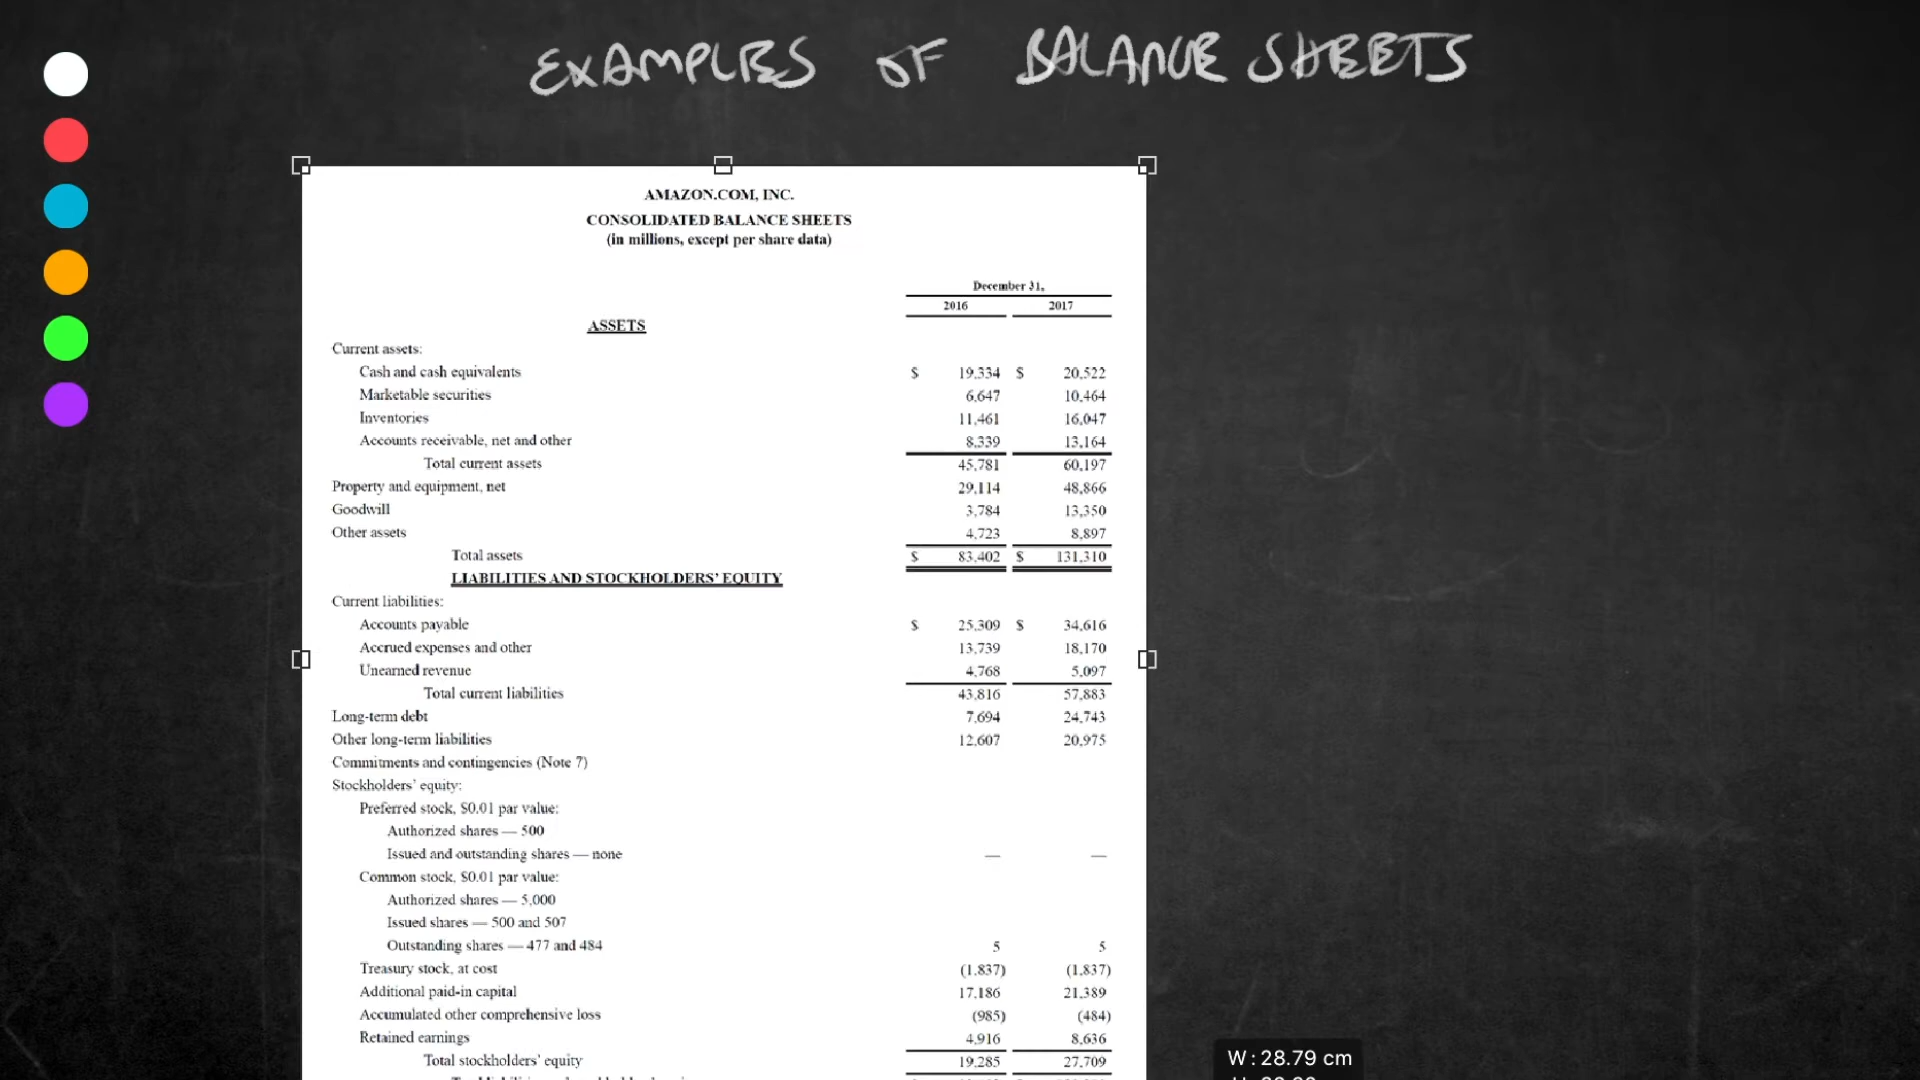 EXAMPLES OF BALANCE SHEETS
AMAZON.COM, INC.
CONSOLIDATED BALANCE SHEETS
(in millions, except per share data)
December 31,
2016 2017
ASSETS
Current assets:
Cash and cash equivalents $ 19,334 $ 20,522
Marketable securities 6,647 10,464
Inventories 11,461 16,047
Accounts receivable, net and other 8,339 13,164
Total current assets 45,781 60,197
Property and equipment, net 29,114 48,866
Goodwill 3,784 13,350
Other assets 4,723 8,897
Total assets $ 83,402 $ 131,310
LIABILITIES AND STOCKHOLDERS’ EQUITY
Current liabilities:
Accounts payable $ 25,309 $ 34,616
Accrued expenses and other 13,739 18,170
Unearned revenue 4,768 5,097
Total current liabilities 43,816 57,883
Long-term debt 7,694 24,743
Other long-term liabilities 12,607 20,975
Commitments and contingencies (Note 7)
Stockholders’ equity:
Preferred stock, $0.01 par value:
Authorized shares — 500
Issued and outstanding shares — none — —
Common stock, $0.01 par value:
Authorized shares — 5,000
Issued shares — 500 and 507
Outstanding shares — 477 and 484 5 5
Treasury stock, at cost (1,837) (1,837)
Additional paid-in capital 17,186 21,389
Accumulated other comprehensive loss (985) (484)
Retained earnings 4,916 8,636
Total stockholders’ equity 19,285 27,709
W: 28.79 cm